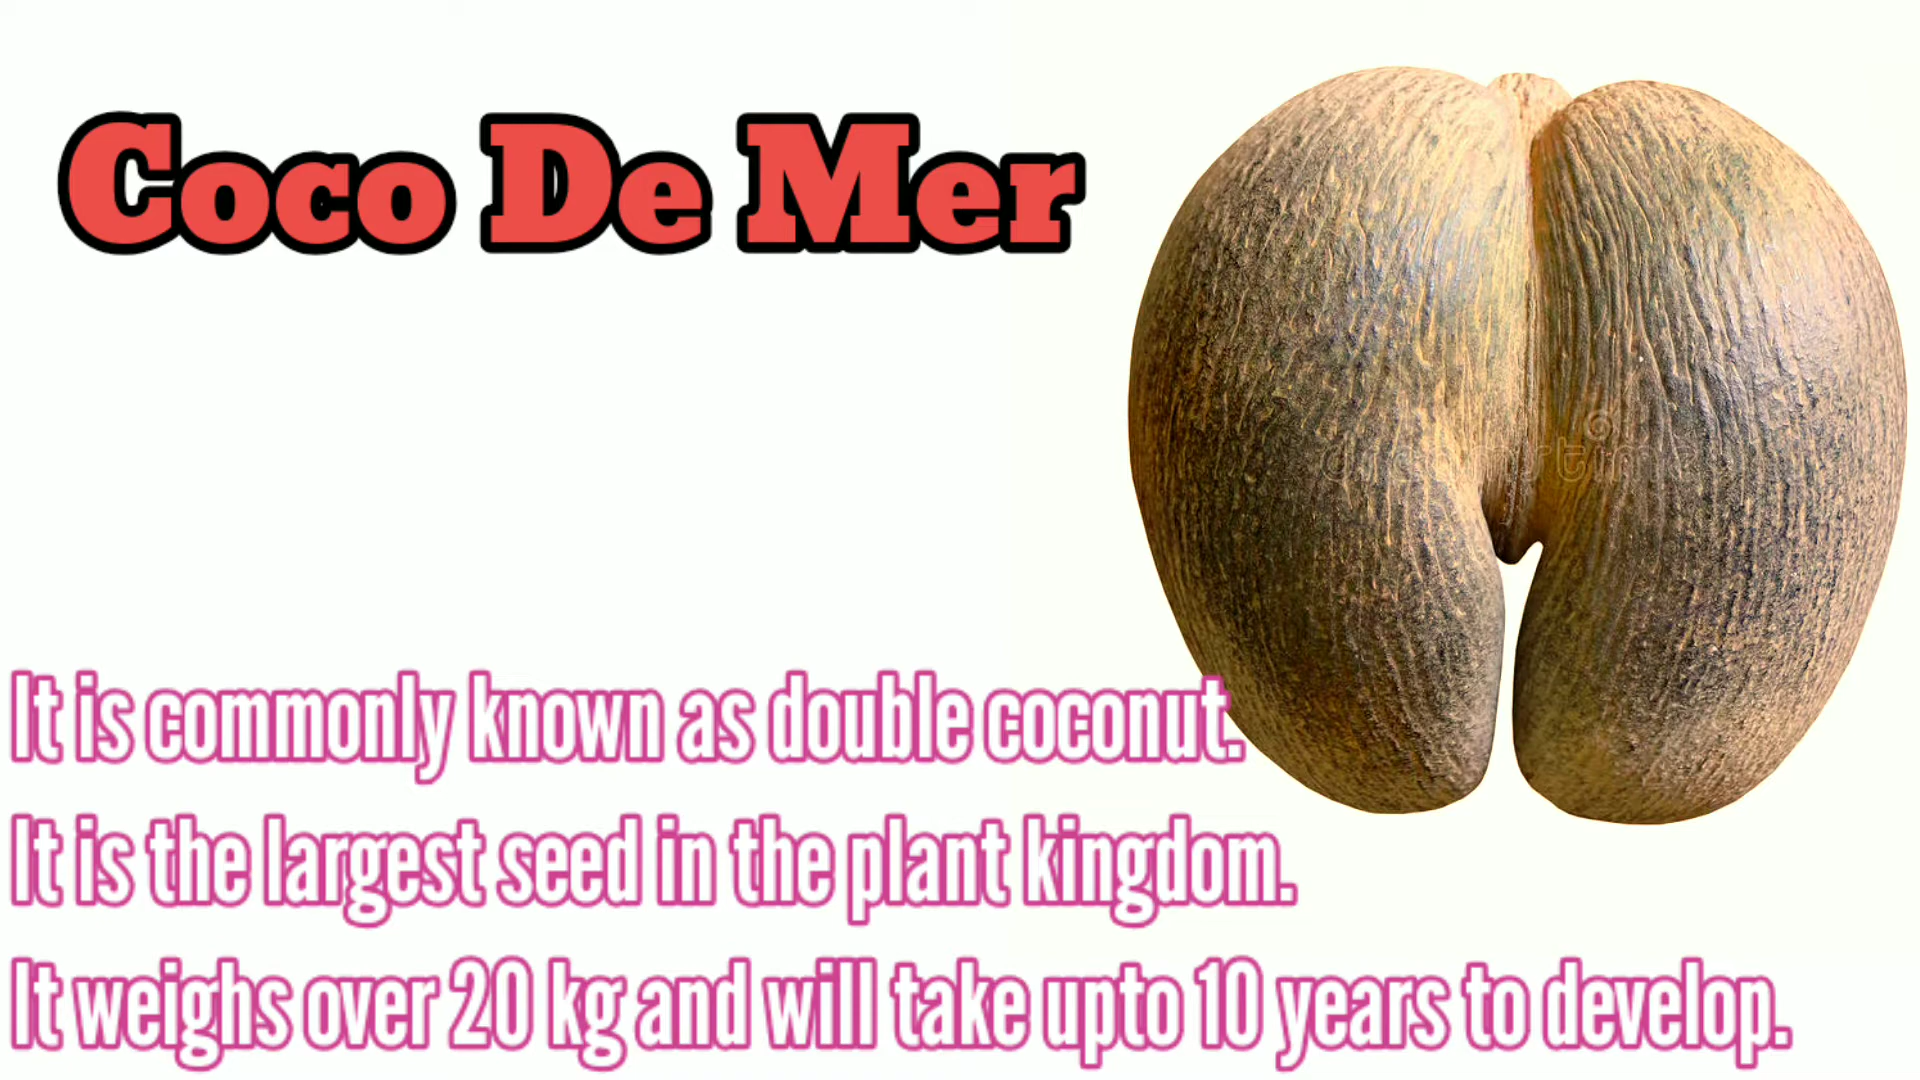 Coco De Mer
dreamstime
It is commonly known as double coconut.
It is the largest seed in the plant kingdom.
It weighs over 20 kg and will take upto 10 years to develop.